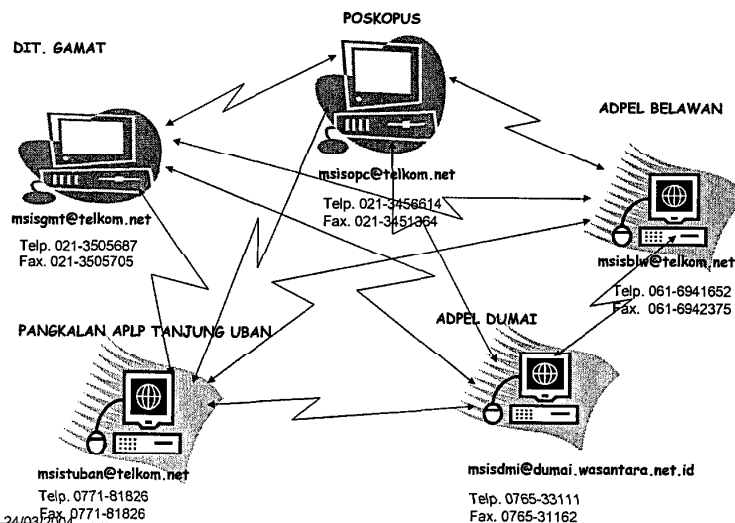 POSKOPUS
DIT. GAMAT
ADPEL BELAWAN
msisopc@telkom.net
Telp. 021-3456614
Fax. 021-3451364
msisgmt@telkom.net
Telp. 021-3505687
Fax. 021-3505705
msisblw@telkom.net
Telp. 061-6941652
Fax. 061-6942375
PANGKALAN APLP TANJUNG UBAN
ADPEL DUMAI
msistuban@telkom.net
Telp. 0771-81826
Fax. 0771-81826
msisdmi@dumai.wasantara.net.id
Telp. 0765-33111
Fax. 0765-31162
-24/03/2004